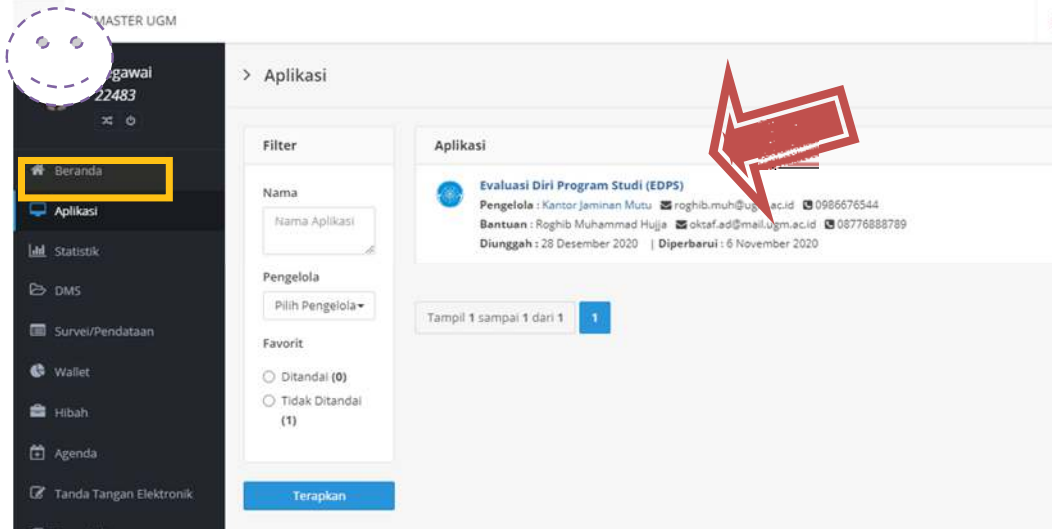 MASTER UGM
gawai
22483
Beranda
Aplikasi
Statistik
DMS
Survei/Pendataan
Wallet
Hibah
Agenda
Tanda Tangan Elektronik
> Aplikasi
Filter
Nama
Nama Aplikasi
Pengelola
Pilih Pengelola
Favorit
Ditandai (0)
Tidak Ditandai
(1)
Terapkan
Aplikasi
Evaluasi Diri Program Studi (EDPS)
Pengelola : Kantor Jaminan Mutu roghib.muh@ug ac.id 0986676544
Bantuan : Roghib Muhammad Hujja oktaf.ad@mail.ugm.ac.id 08776888789
Diunggah : 28 Desember 2020 | Diperbarui : 6 November 2020
Tampil 1 sampai 1 dari 1
1